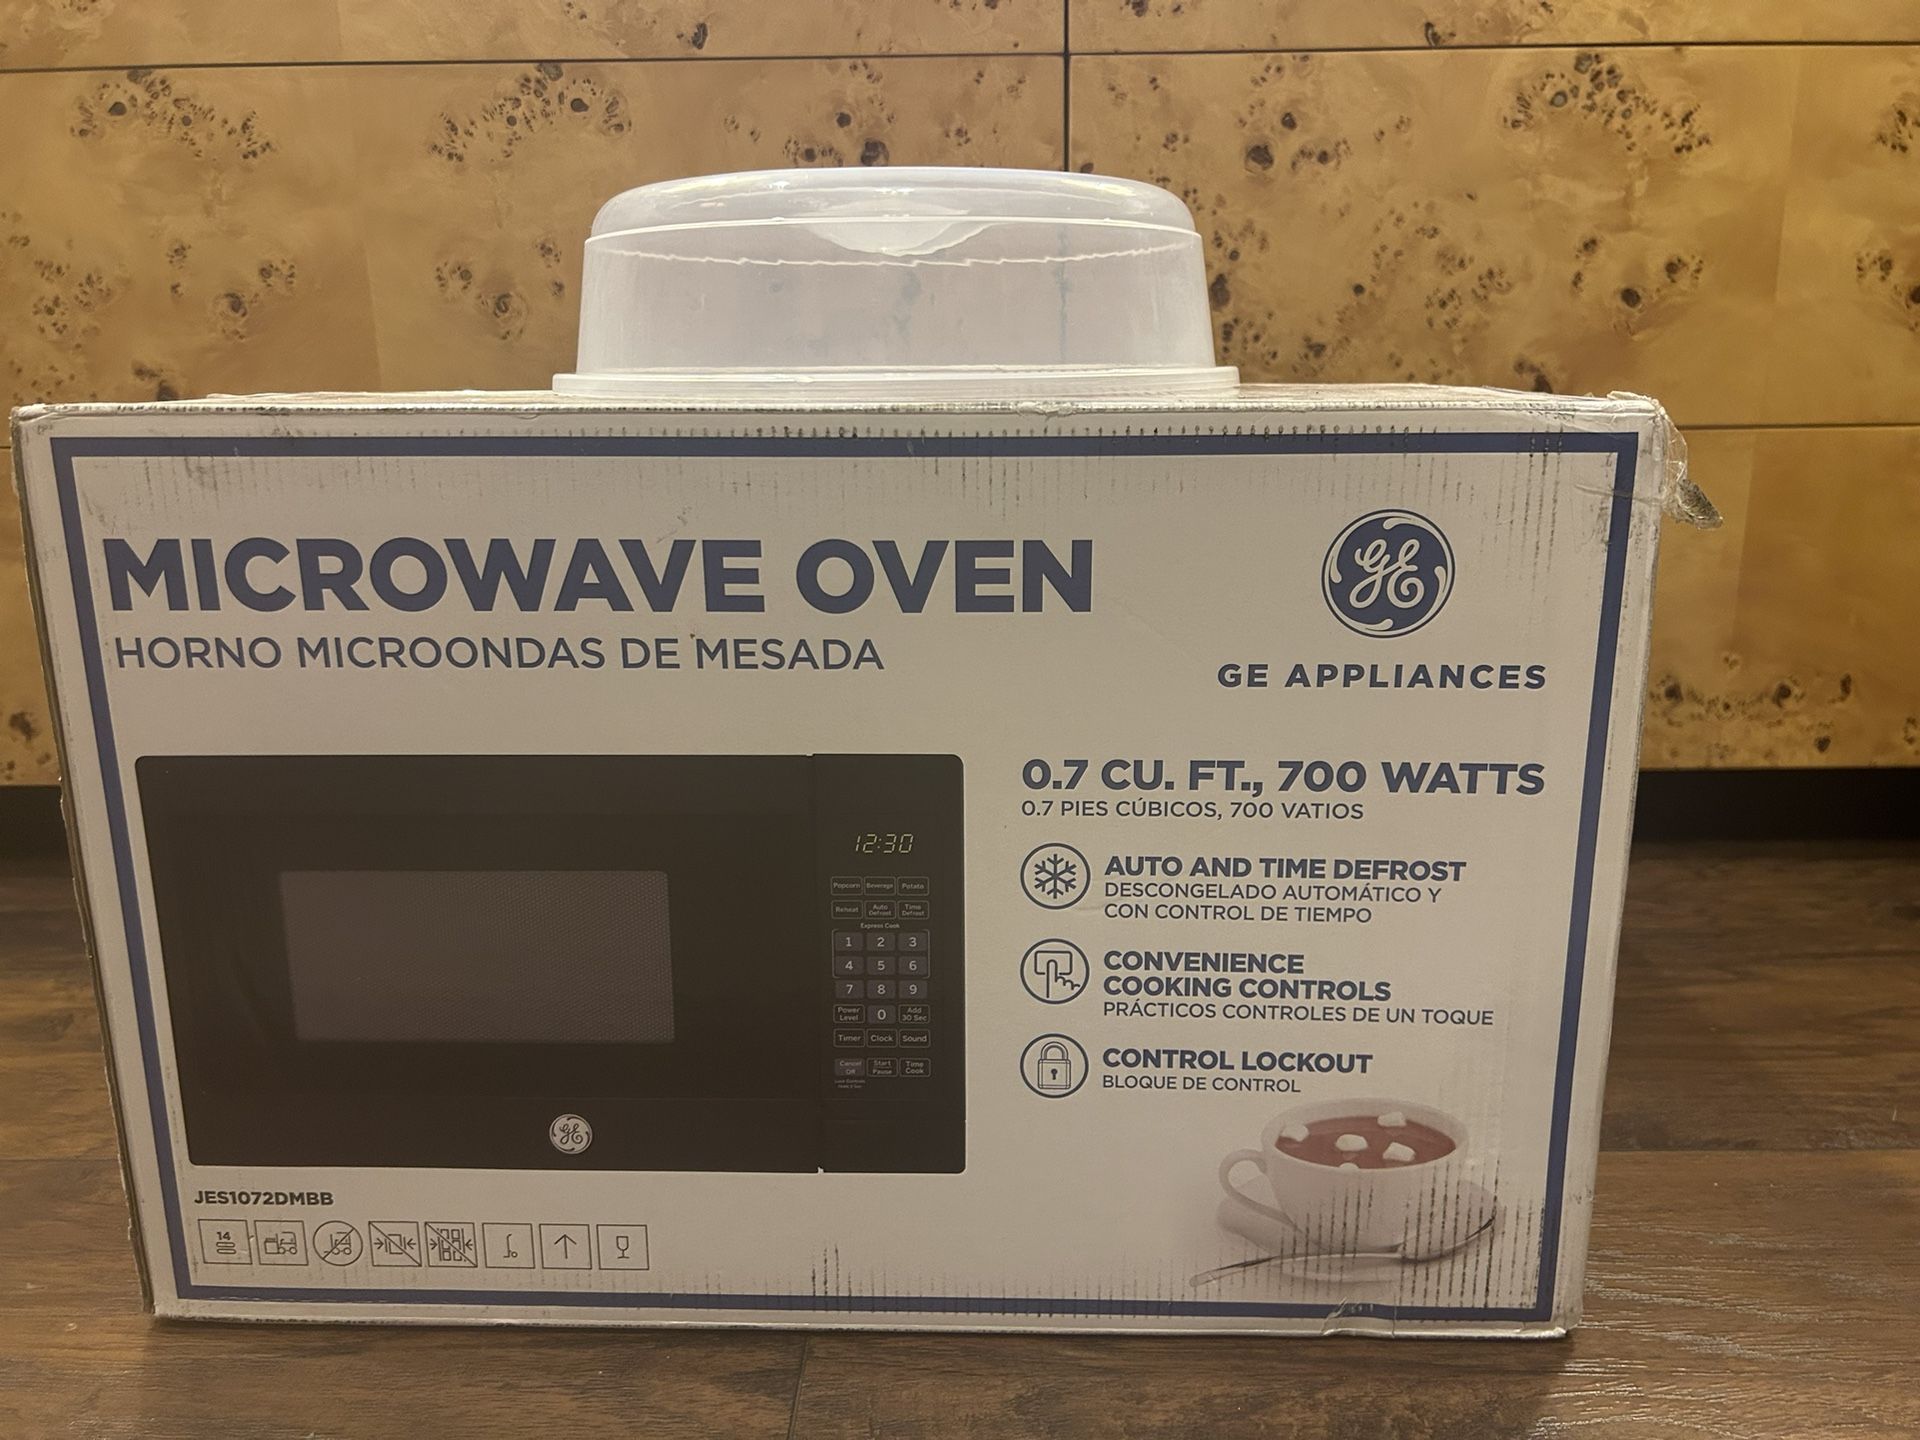 MICROWAVE OVEN
HORNO MICROONDAS DE MESADA
GE
GE APPLIANCES
0.7 CU. FT., 700 WATTS
0.7 PIES CÚBICOS, 700 VATIOS
AUTO AND TIME DEFROST
DESCONGELADO AUTOMÁTICO Y
CON CONTROL DE TIEMPO
CONVENIENCE
COOKING CONTROLS
PRÁCTICOS CONTROLES DE UN TOQUE
CONTROL LOCKOUT
BLOQUE DE CONTROL
12:30
Popcorn Beverage Potato
Reheat Auto Defrost Time Defrost
Express Cook
1 2 3
4 5 6
7 8 9
Power Level 0 Add 30 Sec
Timer Clock Sound
Cancel Off Start Pause Time Cook
GE
JES1072DMBB
14